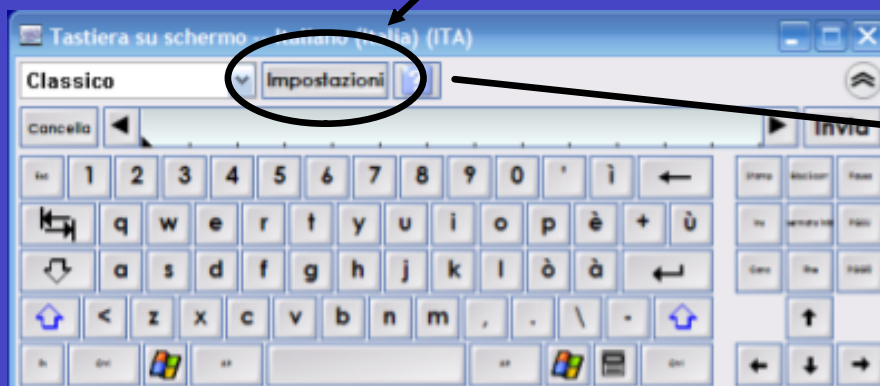 Tastiera su schermo -- Italiano (Italia) (ITA)
Classico Impostazioni
Cancella Invia
Esc 1 2 3 4 5 6 7 8 9 0 ' ì
q w e r t y u i o p è + ù
a s d f g h j k l ò à
< z x c v b n m , . \ -